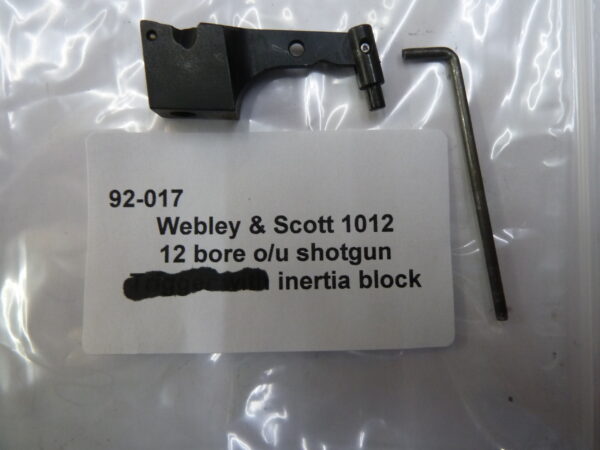 92-017
Webley & Scott 1012
12 bore o/u shotgun
inertia block